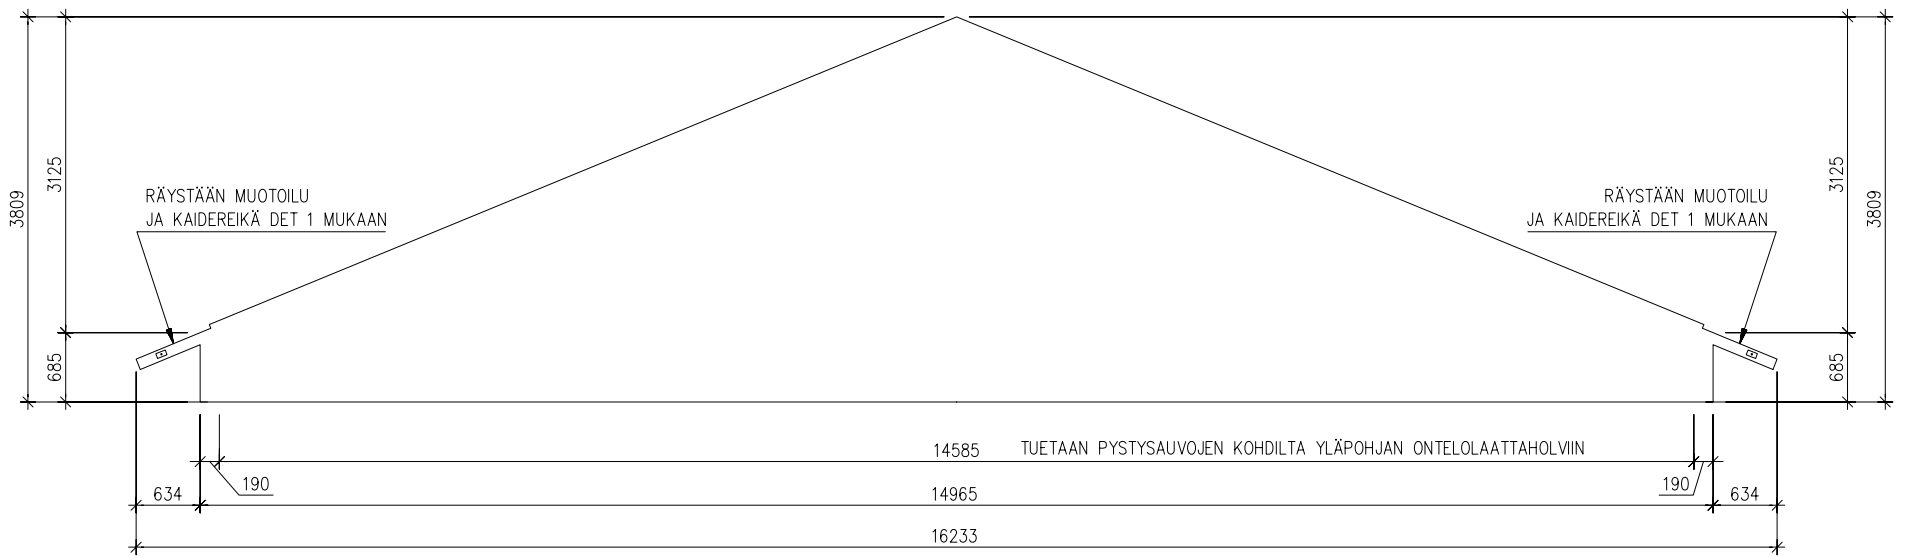 3125
3809
685
RÄYSTÄÄN MUOTOILU
JA KAIDEREIKÄ DET 1 MUKAAN
RÄYSTÄÄN MUOTOILU
JA KAIDEREIKÄ DET 1 MUKAAN
3125
3809
685
14585
TUETAAN PYSTYSAUVOJEN KOHDILTA YLÄPOHJAN ONTELOLAATTAHOLVIIN
190
190
634
14965
634
16233